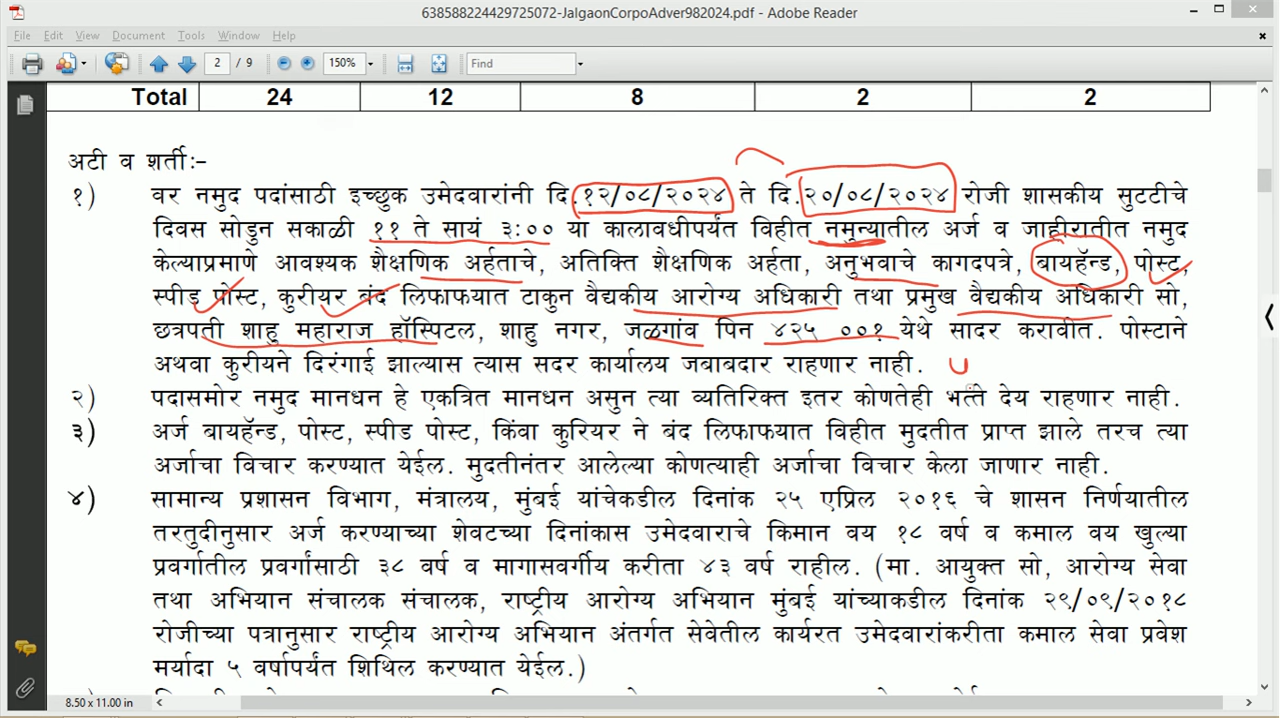 638588224429725072-JalgaonCorpoAdver982024.pdf - Adobe Reader
File Edit View Document Tools Window Help
2 / 9 150% Find
Total 24 12 8 2 2
अटी व शर्ती:-
१) वर नमुद पदांसाठी इच्छुक उमेदवारांनी दि.१२/०८/२०२४ ते दि.२०/०८/२०२४ रोजी शासकीय सुटटीचे
दिवस सोडुन सकाळी ११ ते सायं ३:०० या कालावधीपर्यंत विहीत नमुन्यातील अर्ज व जाहीरातीत नमुद
केल्याप्रमाणे आवश्यक शैक्षणिक अर्हताचे, अतिक्ति शैक्षणिक अर्हता, अनुभवाचे कागदपत्रे, बायहॅन्ड, पोस्ट,
स्पीड पोस्ट, कुरीयर बंद लिफाफयात टाकुन वैद्यकीय आरोग्य अधिकारी तथा प्रमुख वैद्यकीय अधिकारी सो,
छत्रपती शाहु महाराज हॉस्पिटल, शाहु नगर, जळगांव पिन ४२५ ००१ येथे सादर करावीत. पोस्टाने
अथवा कुरीयने दिरंगाई झाल्यास त्यास सदर कार्यालय जबाबदार राहणार नाही.
२) पदासमोर नमुद मानधन हे एकत्रित मानधन असुन त्या व्यतिरिक्त इतर कोणतेही भत्ते देय राहणार नाही.
३) अर्ज बायहॅन्ड, पोस्ट, स्पीड पोस्ट, किंवा कुरियर ने बंद लिफाफयात विहीत मुदतीत प्राप्त झाले तरच त्या
अर्जाचा विचार करण्यात येईल. मुदतीनंतर आलेल्या कोणत्याही अर्जाचा विचार केला जाणार नाही.
४) सामान्य प्रशासन विभाग, मंत्रालय, मुंबई यांचेकडील दिनांक २५ एप्रिल २०१६ चे शासन निर्णयातील
तरतुदीनुसार अर्ज करण्याच्या शेवटच्या दिनांकास उमेदवाराचे किमान वय १८ वर्ष व कमाल वय खुल्या
प्रवर्गातील प्रवर्गांसाठी ३८ वर्ष व मागासवर्गीय करीता ४३ वर्ष राहील. (मा. आयुक्त सो, आरोग्य सेवा
तथा अभियान संचालक संचालक, राष्ट्रीय आरोग्य अभियान मुंबई यांच्याकडील दिनांक २९/०९/२०१८
रोजीच्या पत्रानुसार राष्ट्रीय आरोग्य अभियान अंतर्गत सेवेतील कार्यरत उमेदवारांकरीता कमाल सेवा प्रवेश
मर्यादा ५ वर्षापर्यंत शिथिल करण्यात येईल.)
8.50 x 11.00 in